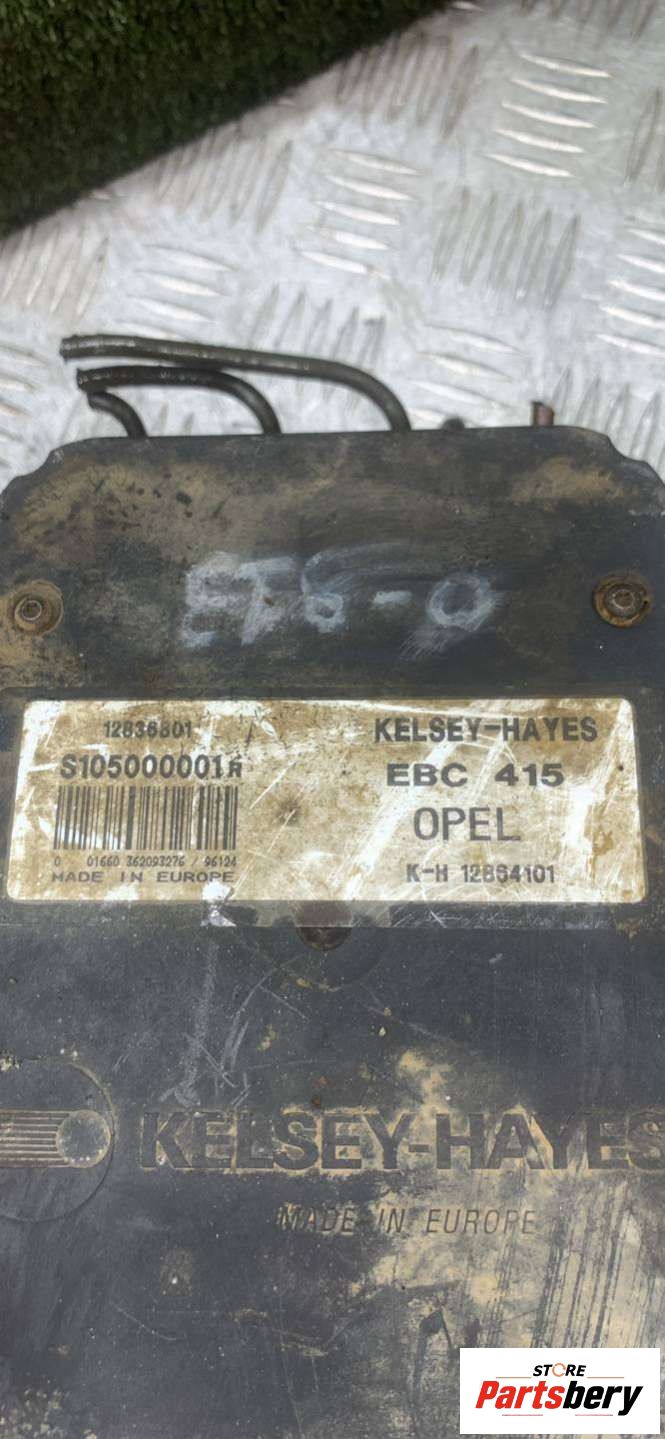 ET6-0
12836801
S105000001A
0 01660 362093276 / 96124
MADE IN EUROPE
KELSEY-HAYES
EBC 415
OPEL
K-H 12864101
KELSEY-HAYES
MADE IN EUROPE
STORE
Partsbery